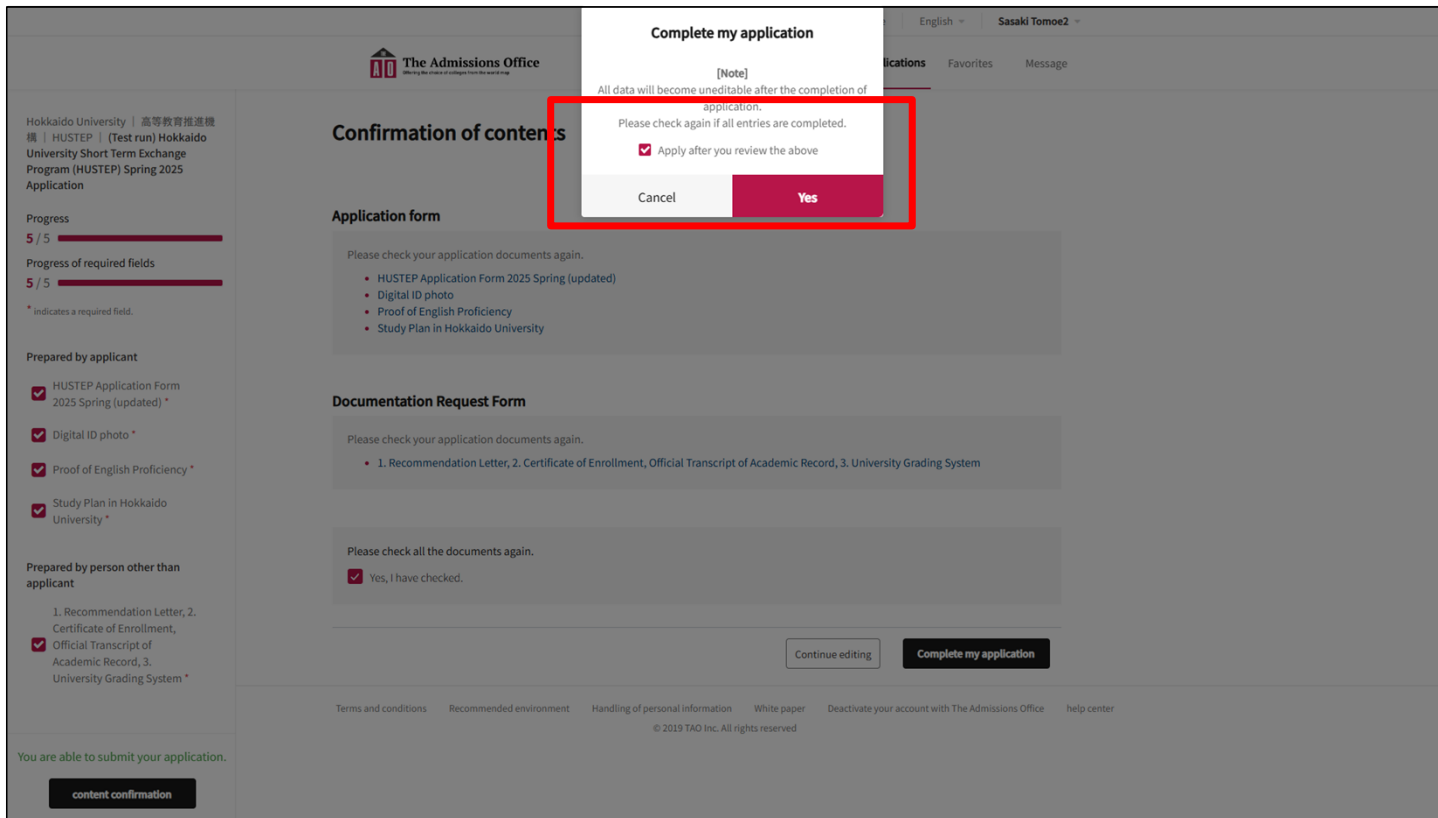 English
Sasaki Tomoe2
The Admissions Office
Offering the choice of colleges from the world map
Favorites
Message
Complete my application
[Note]
All data will become uneditable after the completion of
application.
Please check again if all entries are completed.
Apply after you review the above
Cancel
Yes
Hokkaido University | 高等教育推進機
構 | HUSTEP | (Test run) Hokkaido
University Short Term Exchange
Program (HUSTEP) Spring 2025
Application
Progress
5 / 5
Progress of required fields
5 / 5
* indicates a required field.
Prepared by applicant
HUSTEP Application Form
2025 Spring (updated) *
Digital ID photo *
Proof of English Proficiency *
Study Plan in Hokkaido
University *
Prepared by person other than
applicant
1. Recommendation Letter, 2.
Certificate of Enrollment,
Official Transcript of
Academic Record, 3.
University Grading System *
You are able to submit your application.
content confirmation
Confirmation of contents
Application form
Please check your application documents again.
• HUSTEP Application Form 2025 Spring (updated)
• Digital ID photo
• Proof of English Proficiency
• Study Plan in Hokkaido University
Documentation Request Form
Please check your application documents again.
• 1. Recommendation Letter, 2. Certificate of Enrollment, Official Transcript of Academic Record, 3. University Grading System
Please check all the documents again.
Yes, I have checked.
Continue editing
Complete my application
Terms and conditions
Recommended environment
Handling of personal information
White paper
Deactivate your account with The Admissions Office
help center
© 2019 TAO Inc. All rights reserved